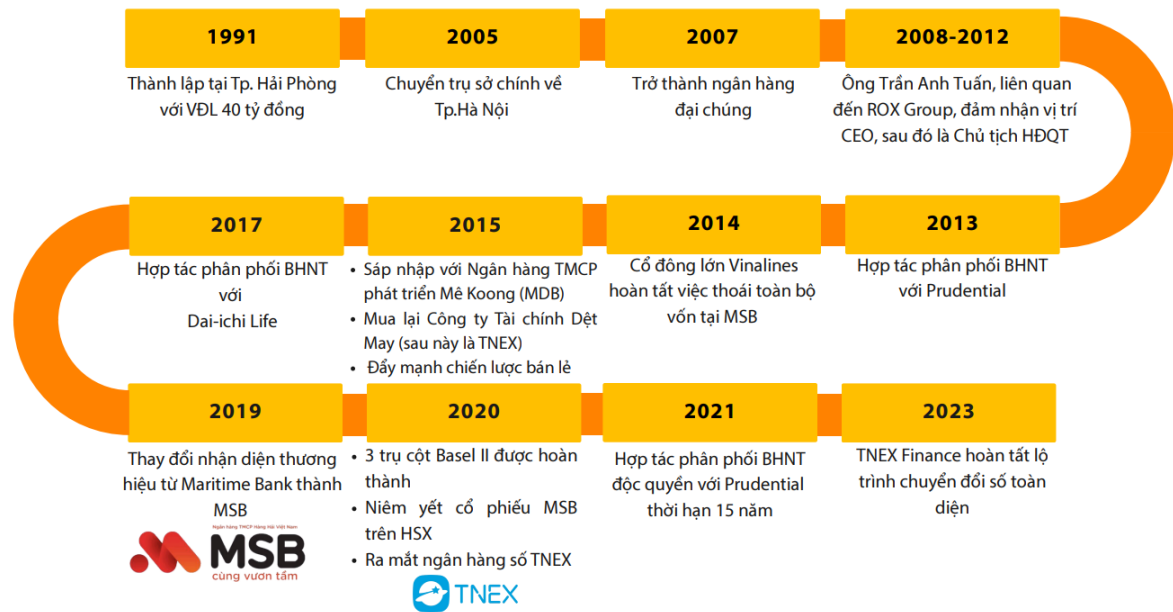 1991
Thành lập tại Tp. Hải Phòng
với VĐL 40 tỷ đồng
2005
Chuyển trụ sở chính về
Tp.Hà Nội
2007
Trở thành ngân hàng
đại chúng
2008-2012
Ông Trần Anh Tuấn, liên quan
đến ROX Group, đảm nhận vị trí
CEO, sau đó là Chủ tịch HĐQT
2013
Hợp tác phân phối BHNT
với Prudential
2014
Cổ đông lớn Vinalines
hoàn tất việc thoái toàn bộ
vốn tại MSB
2015
• Sáp nhập với Ngân hàng TMCP
phát triển Mê Koong (MDB)
• Mua lại Công ty Tài chính Dệt
May (sau này là TNEX)
• Đẩy mạnh chiến lược bán lẻ
2017
Hợp tác phân phối BHNT
với
Dai-ichi Life
2019
Thay đổi nhận diện thương
hiệu từ Maritime Bank thành
MSB
Ngân hàng TMCP Hàng Hải Việt Nam
MSB
cùng vươn tầm
2020
• 3 trụ cột Basel II được hoàn
thành
• Niêm yết cổ phiếu MSB
trên HSX
• Ra mắt ngân hàng số TNEX
TNEX
2021
Hợp tác phân phối BHNT
độc quyền với Prudential
thời hạn 15 năm
2023
TNEX Finance hoàn tất lộ
trình chuyển đổi số toàn
diện